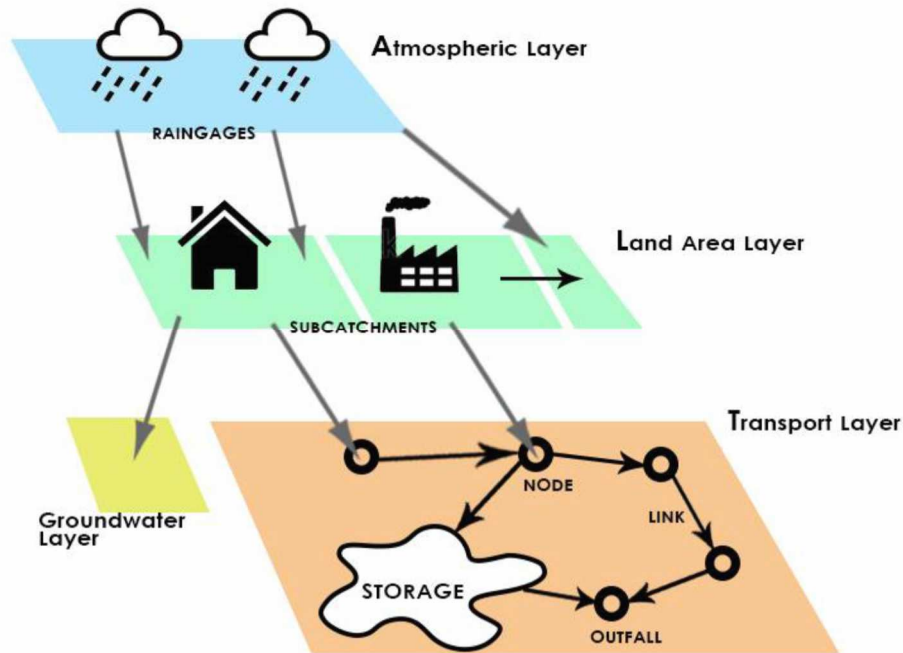 Atmospheric Layer
RAINGAGES
Land Area Layer
SUBCATCHMENTS
Transport Layer
NODE
Groundwater
Layer
LINK
STORAGE
OUTFALL